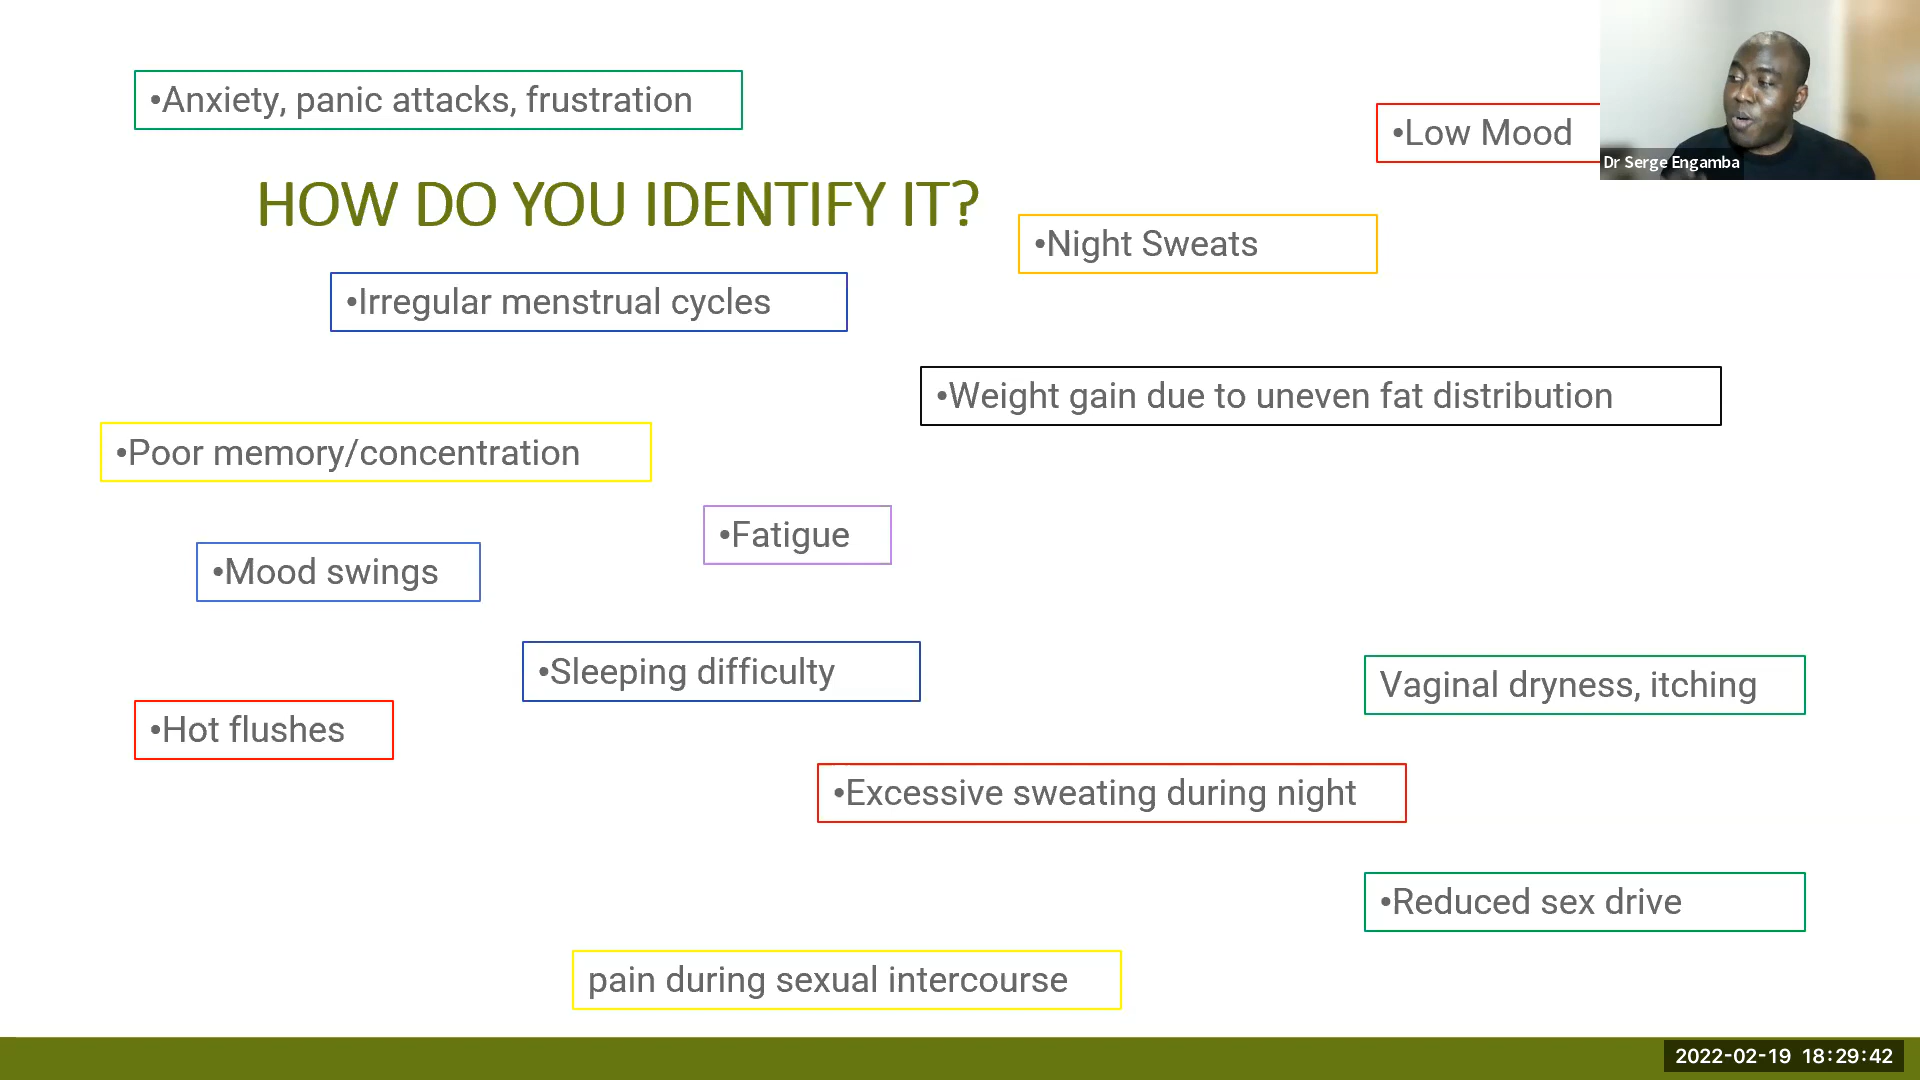 •Anxiety, panic attacks, frustration
•Low Mood
Dr Serge Engamba
HOW DO YOU IDENTIFY IT?
•Night Sweats
•Irregular menstrual cycles
•Weight gain due to uneven fat distribution
•Poor memory/concentration
•Fatigue
•Mood swings
•Sleeping difficulty
Vaginal dryness, itching
•Hot flushes
•Excessive sweating during night
•Reduced sex drive
pain during sexual intercourse
2022-02-19 18:29:42